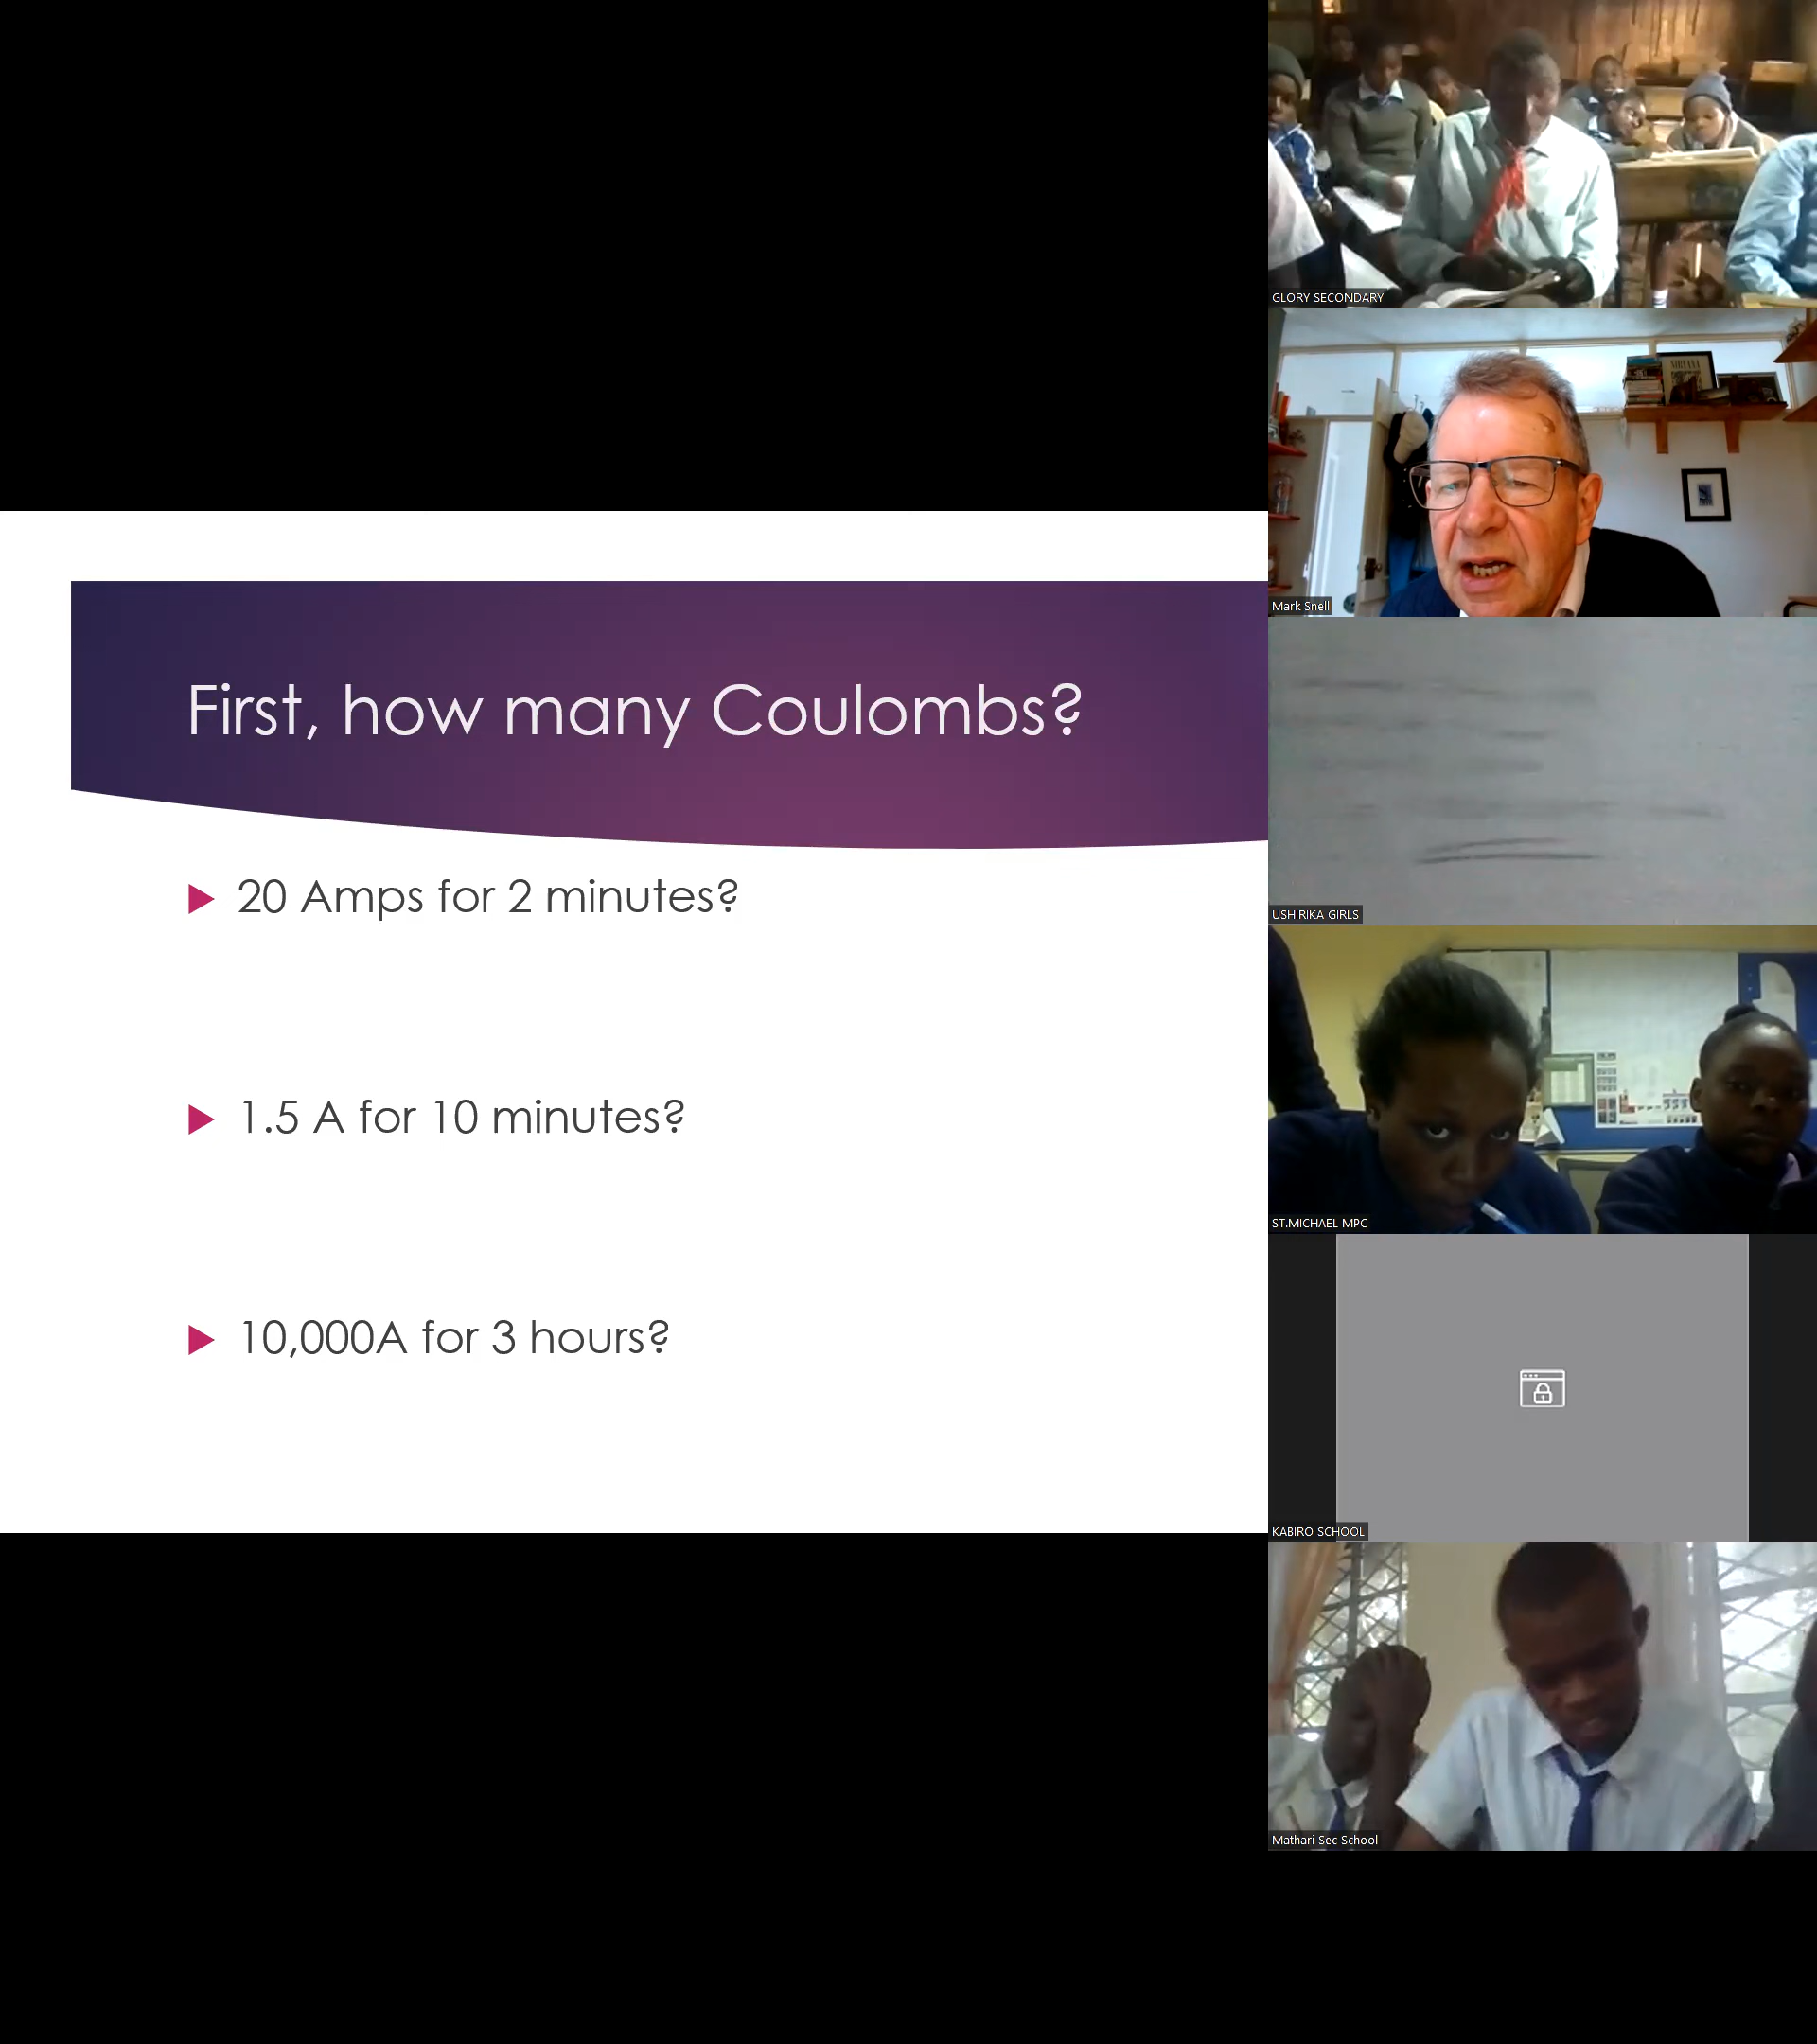 First, how many Coulombs?
20 Amps for 2 minutes?
1.5 A for 10 minutes?
10,000A for 3 hours?
GLORY SECONDARY
NIRVANA
Mark Snell
USHIRIKA GIRLS
ST.MICHAEL MPC
KABIRO SCHOOL
Mathari Sec School